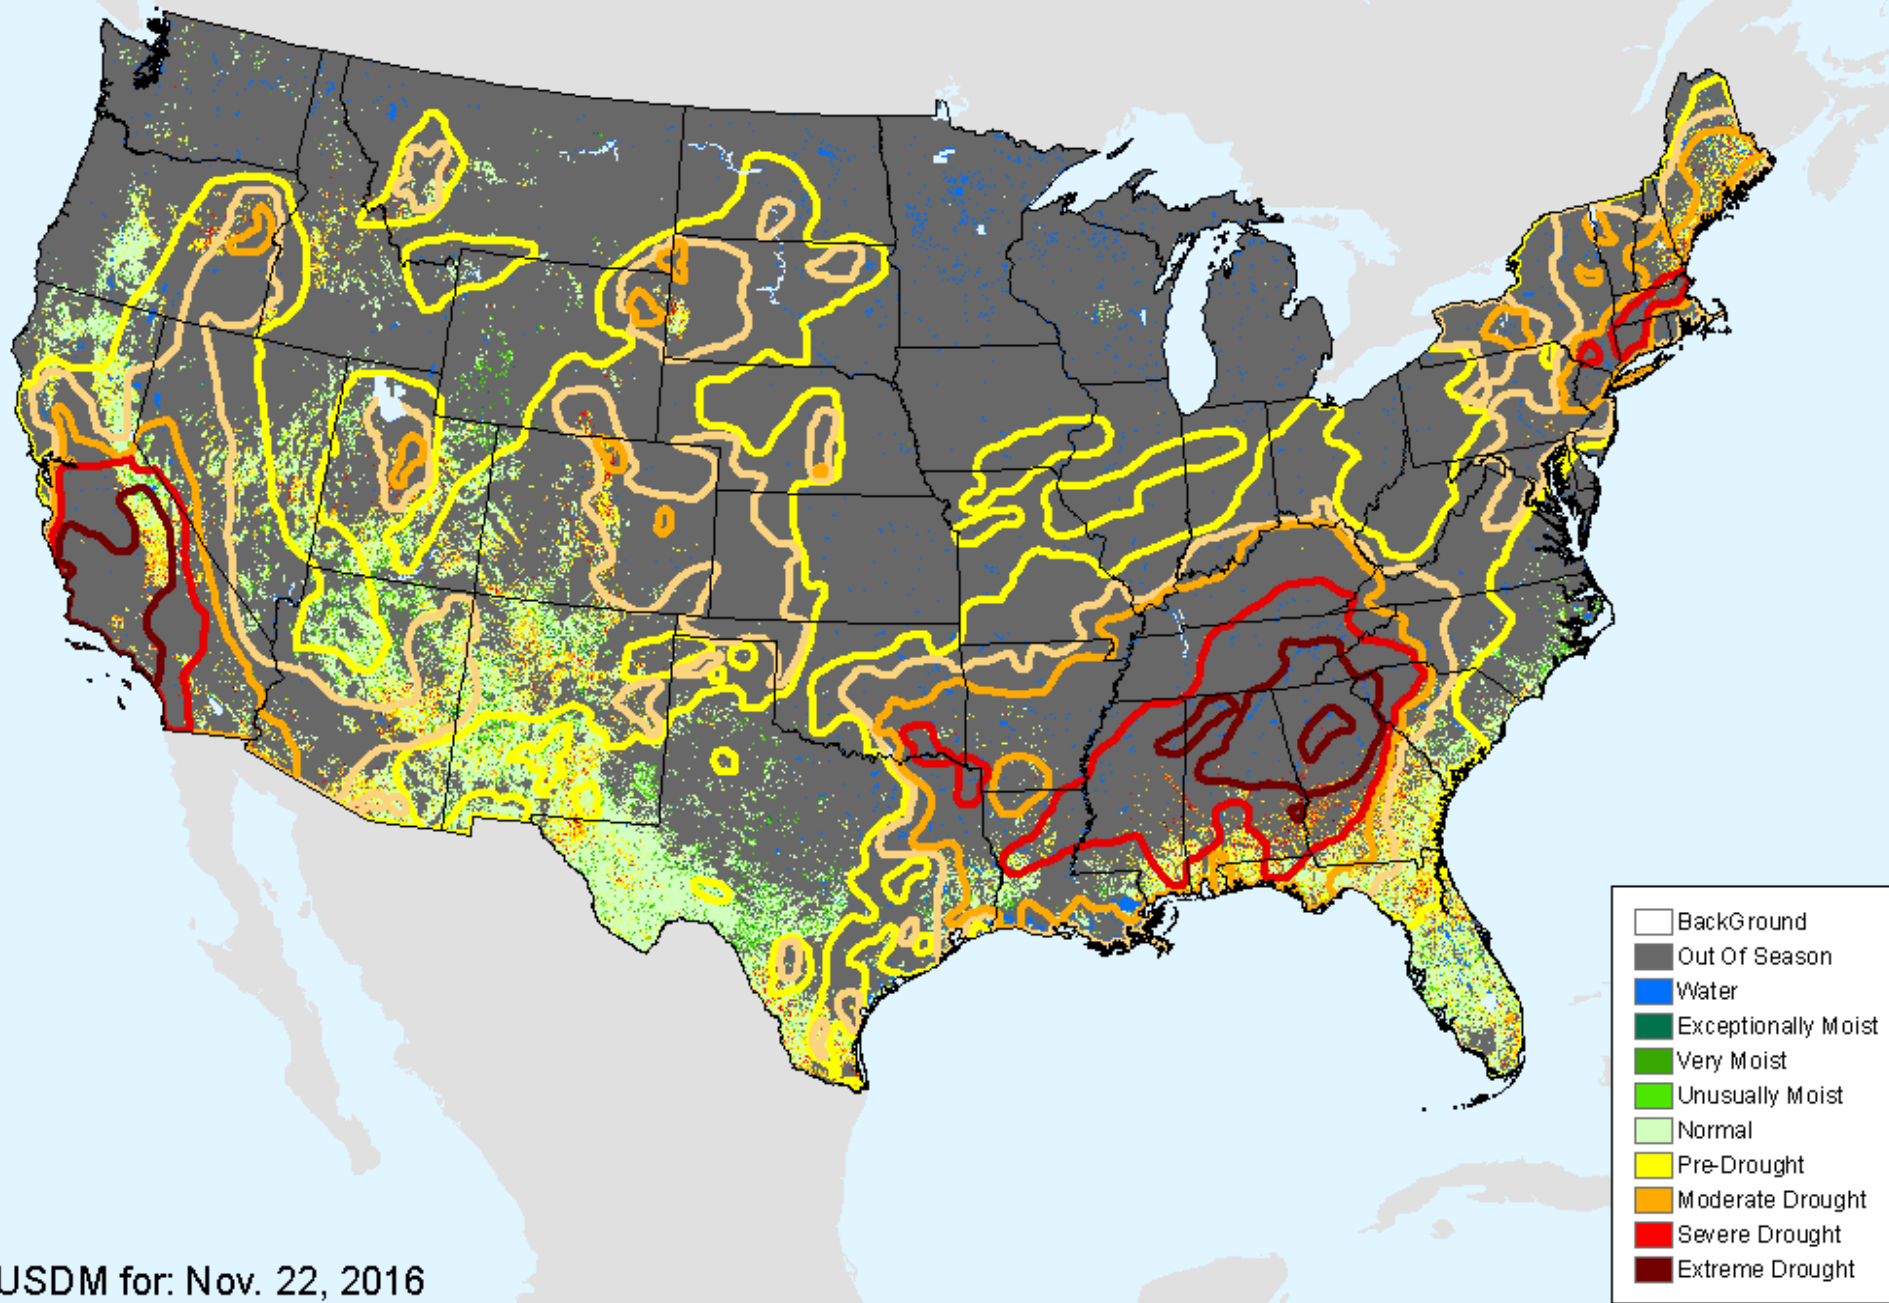 BackGround
Out Of Season
Water
Exceptionally Moist
Very Moist
Unusually Moist
Normal
Pre-Drought
Moderate Drought
Severe Drought
Extreme Drought
USDM for: Nov. 22, 2016